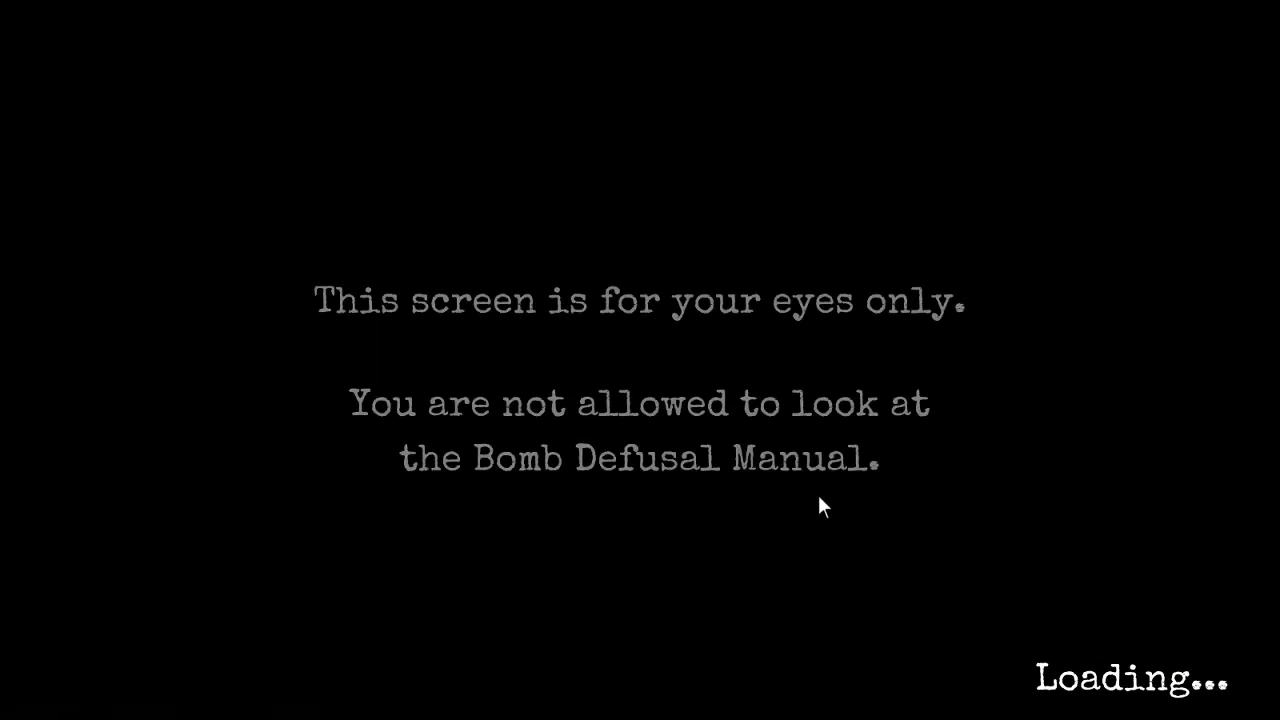 This screen is for your eyes only.
You are not allowed to look at
the Bomb Defusal Manual.
Loading...